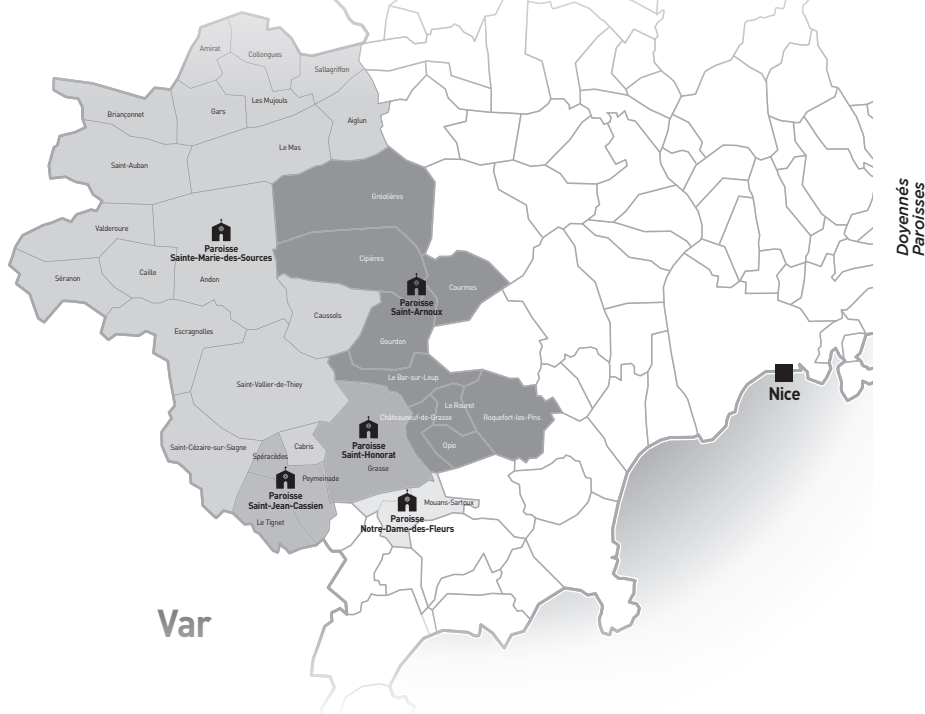 Amirat
Collongues
Sallagriffon
Briançonnet
Gars
Les Mujouls
Aiglun
Le Mas
Saint-Auban
Gréolières
Valderoure
Paroisse
Sainte-Marie-des-Sources
Cipières
Séranon
Caille
Andon
Courmes
Paroisse
Saint-Arnoux
Caussols
Escragnolles
Gourdon
Le Bar-sur-Loup
Saint-Vallier-de-Thiey
Le Rouret
Châteauneuf-de-Grasse
Roquefort-les-Pins
Opio
Saint-Cézaire-sur-Siagne
Spéracèdes
Cabris
Paroisse
Saint-Honorat
Grasse
Peymeinade
Paroisse
Saint-Jean-Cassien
Le Tignet
Mouans-Sartoux
Paroisse
Notre-Dame-des-Fleurs
Nice
Var
Doyennés
Paroisses